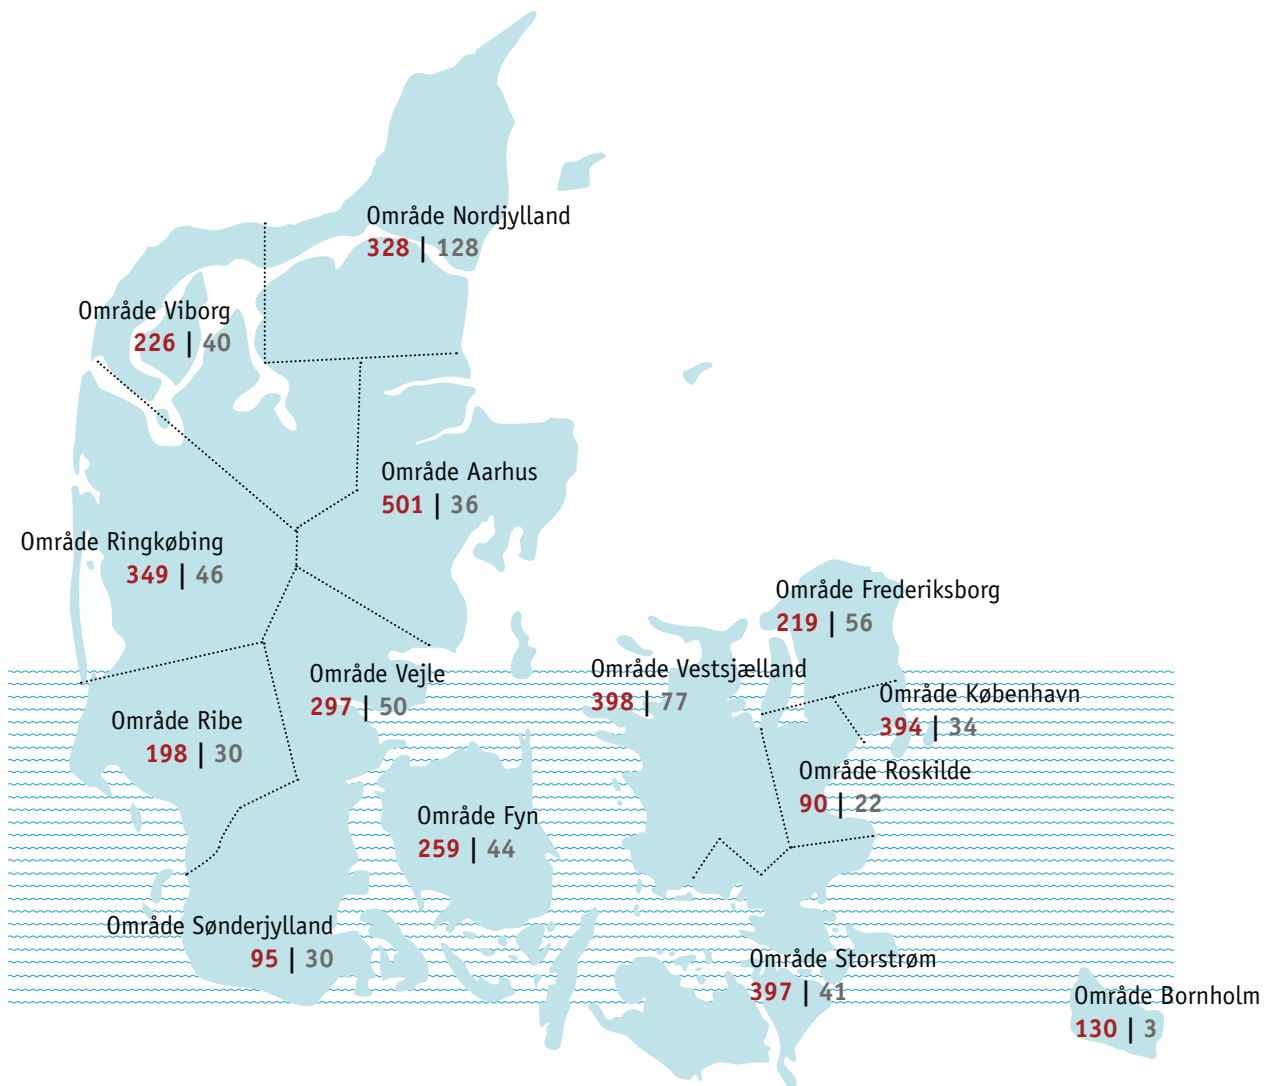 Område Nordjylland
328 | 128
Område Viborg
226 | 40
Område Aarhus
501 | 36
Område Ringkøbing
349 | 46
Område Frederiksborg
219 | 56
Område Vestsjælland
398 | 77
Område Vejle
297 | 50
Område København
394 | 34
Område Ribe
198 | 30
Område Roskilde
90 | 22
Område Fyn
259 | 44
Område Sønderjylland
95 | 30
Område Storstrøm
397 | 41
Område Bornholm
130 | 3